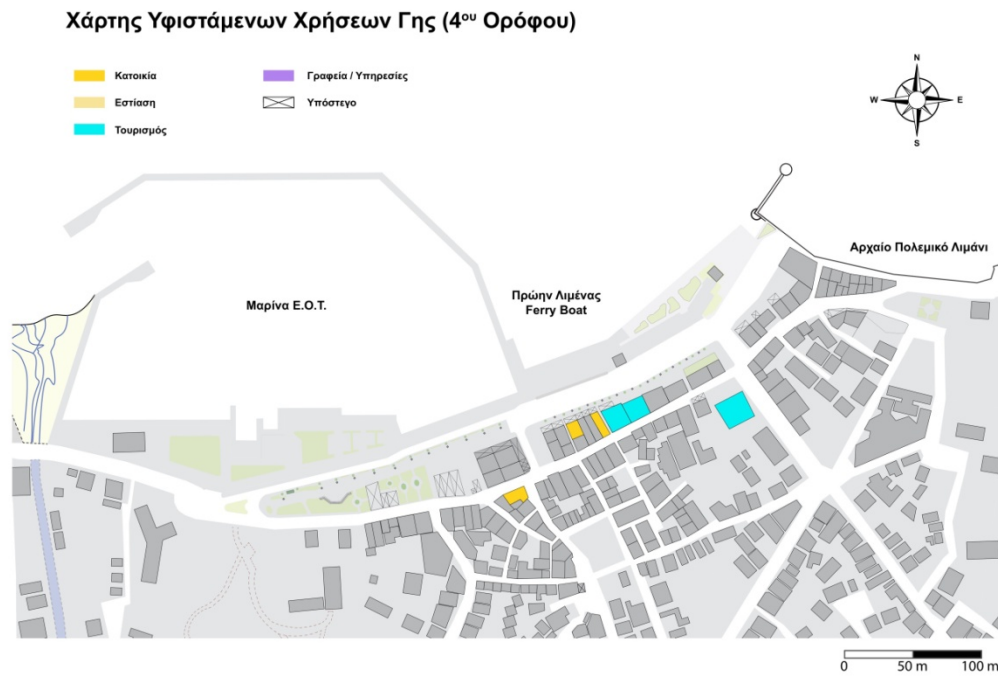 Χάρτης Υφιστάμενων Χρήσεων Γης (4ου Ορόφου)
Κατοικία
Εστίαση
Τουρισμός
Γραφεία / Υπηρεσίες
Υπόστεγο
N
W
E
S
Αρχαίο Πολεμικό Λιμάνι
Μαρίνα Ε.Ο.Τ.
Πρώην Λιμένας
Ferry Boat
0 50 m 100 m